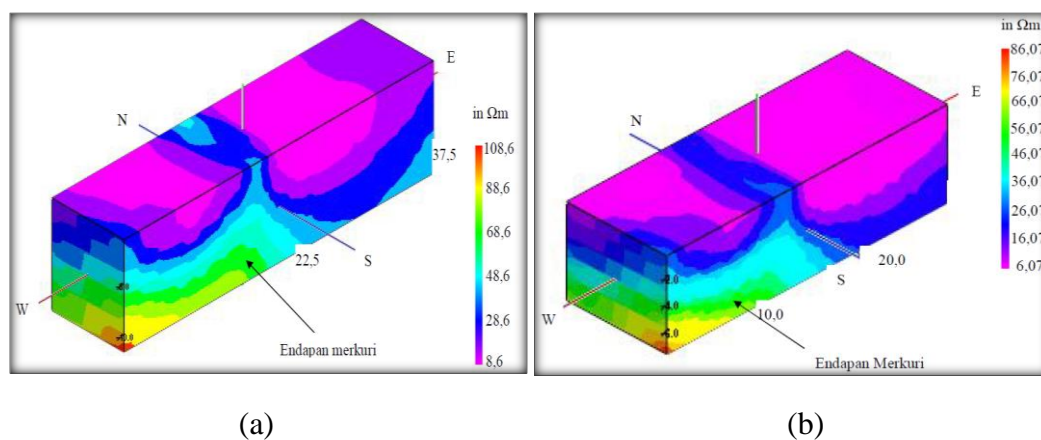 in Ωm
108,6
88,6
68,6
48,6
28,6
8,6
N
E
S
W
37,5
22,5
Endapan merkuri
in Ωm
86,07
76,07
66,07
56,07
46,07
36,07
26,07
16,07
6,07
N
E
S
W
20,0
10,0
Endapan Merkuri
(a)
(b)